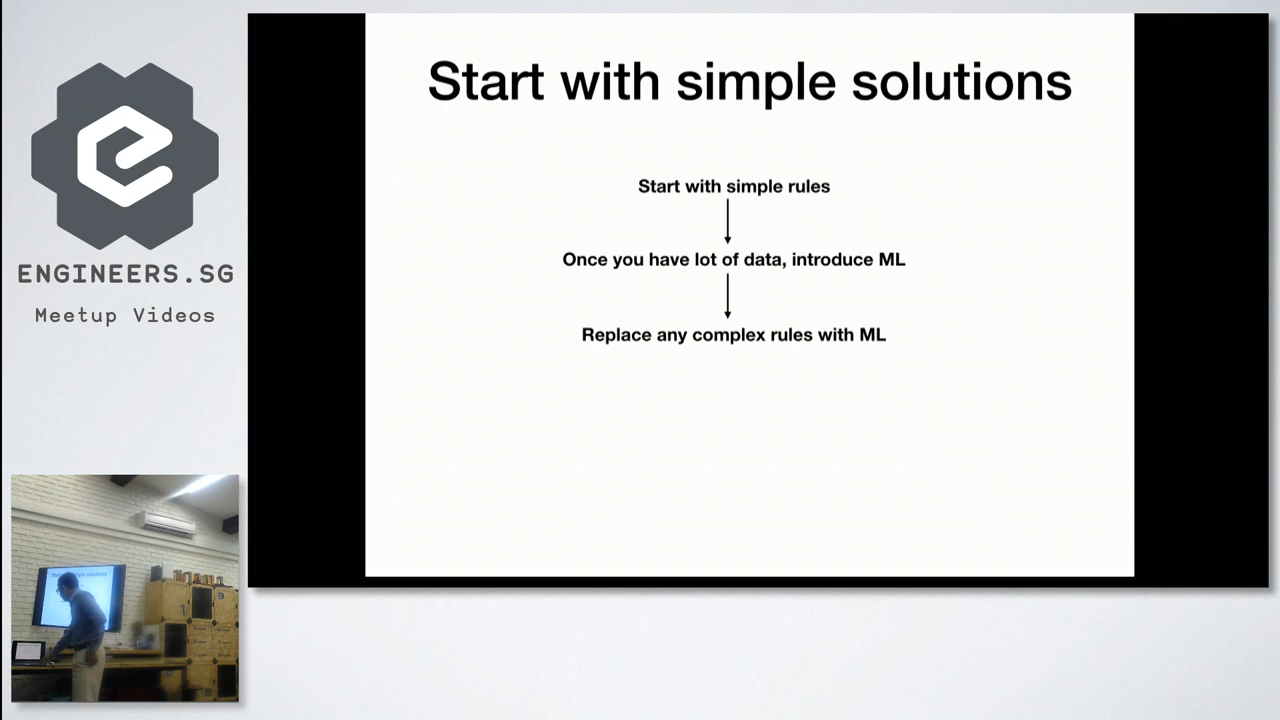 Start with simple solutions
Start with simple rules
Once you have lot of data, introduce ML
Replace any complex rules with ML
ENGINEERS.SG
Meetup Videos